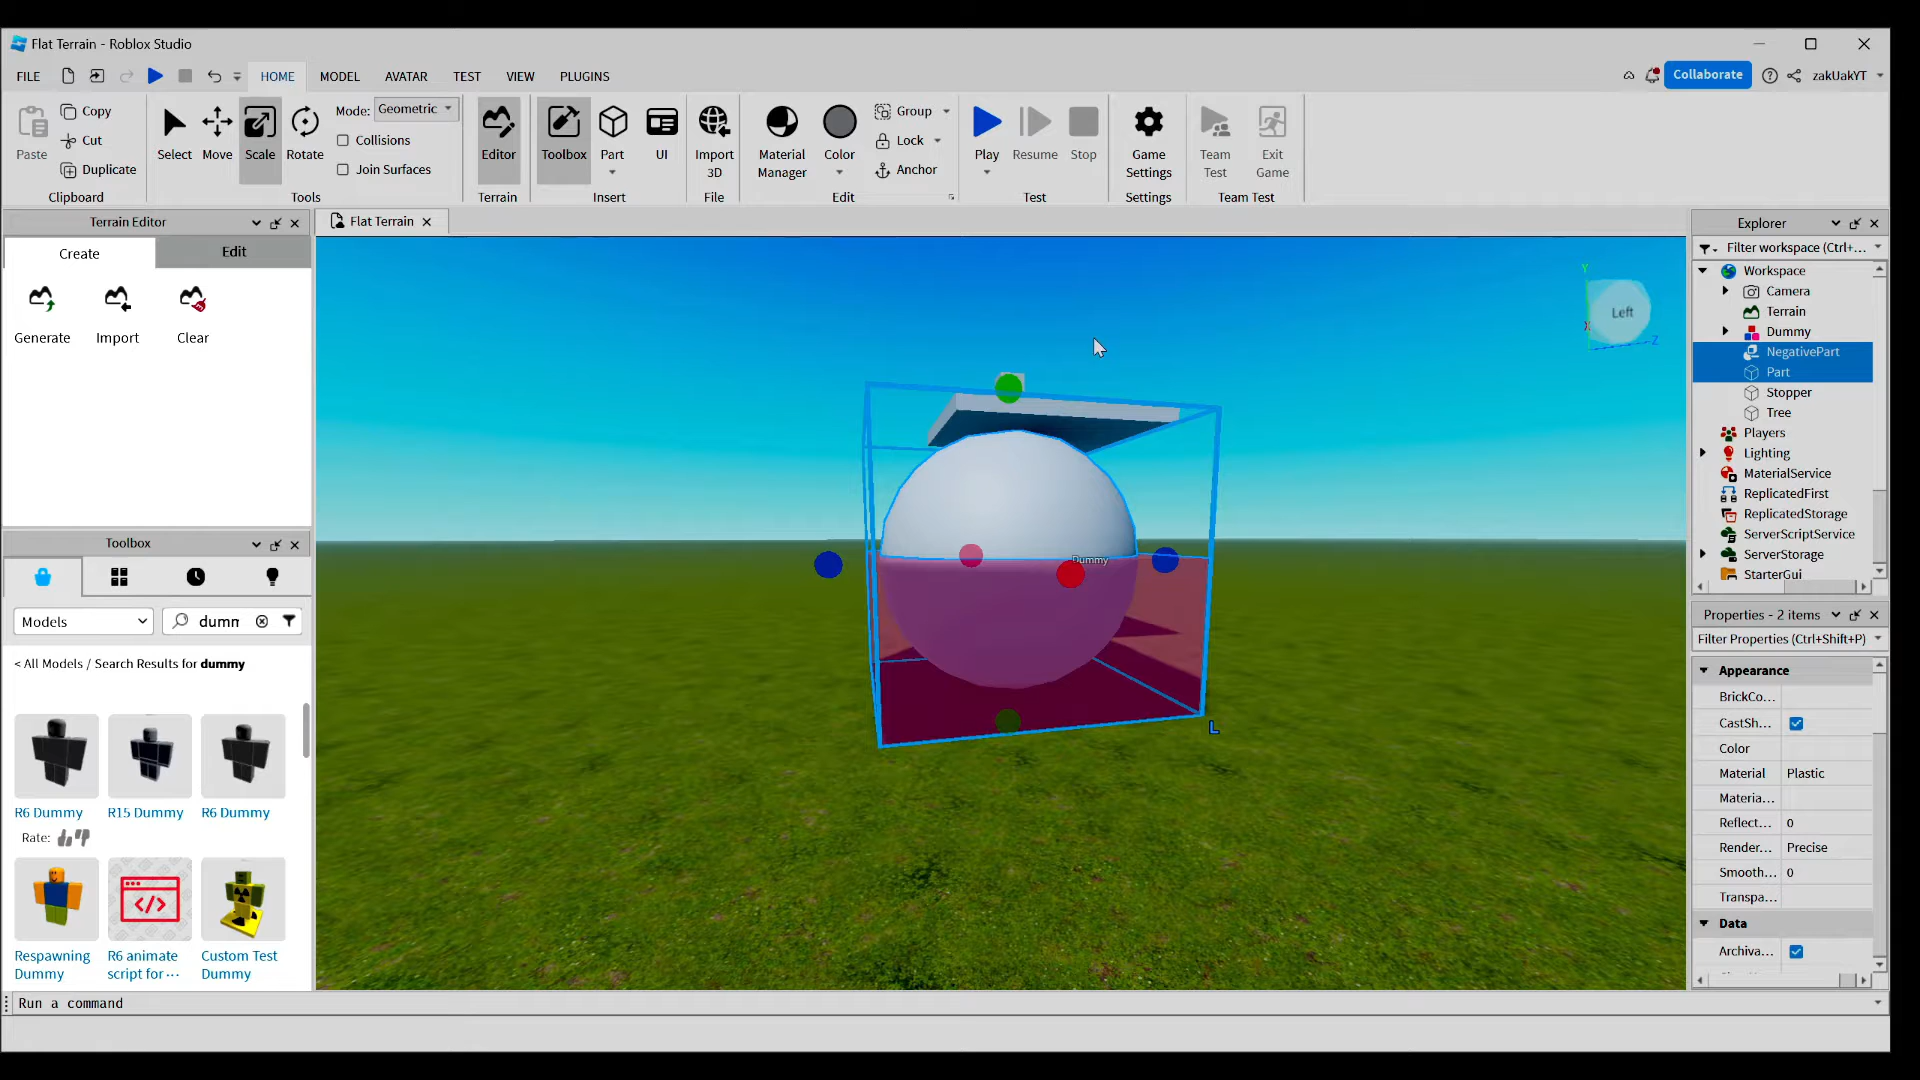 Flat Terrain - Roblox Studio
FILE
HOME
MODEL
AVATAR
TEST
VIEW
PLUGINS
Collaborate
zakUakYT
Paste
Copy
Cut
Duplicate
Clipboard
Select
Move
Scale
Rotate
Mode: Geometric
Collisions
Join Surfaces
Tools
Editor
Terrain
Toolbox
Part
UI
Insert
Import
3D
File
Material
Manager
Color
Group
Lock
Anchor
Edit
Play
Resume
Stop
Test
Game
Settings
Settings
Team
Test
Exit
Game
Team Test
Terrain Editor
Create
Edit
Generate
Import
Clear
Toolbox
Models
dumm
< All Models / Search Results for dummy
R6 Dummy
R15 Dummy
R6 Dummy
Rate:
Respawning
Dummy
R6 animate
script for ...
Custom Test
Dummy
Run a command
Flat Terrain
Y
Left
X
Z
Dummy
L
Explorer
Filter workspace (Ctrl+...
Workspace
Camera
Terrain
Dummy
NegativePart
Part
Stopper
Tree
Players
Lighting
MaterialService
ReplicatedFirst
ReplicatedStorage
ServerScriptService
ServerStorage
StarterGui
Properties - 2 items
Filter Properties (Ctrl+Shift+P)
Appearance
BrickCo...
CastSh...
Color
Material Plastic
Materia...
Reflect... 0
Render... Precise
Smooth... 0
Transpa...
Data
Archiva...